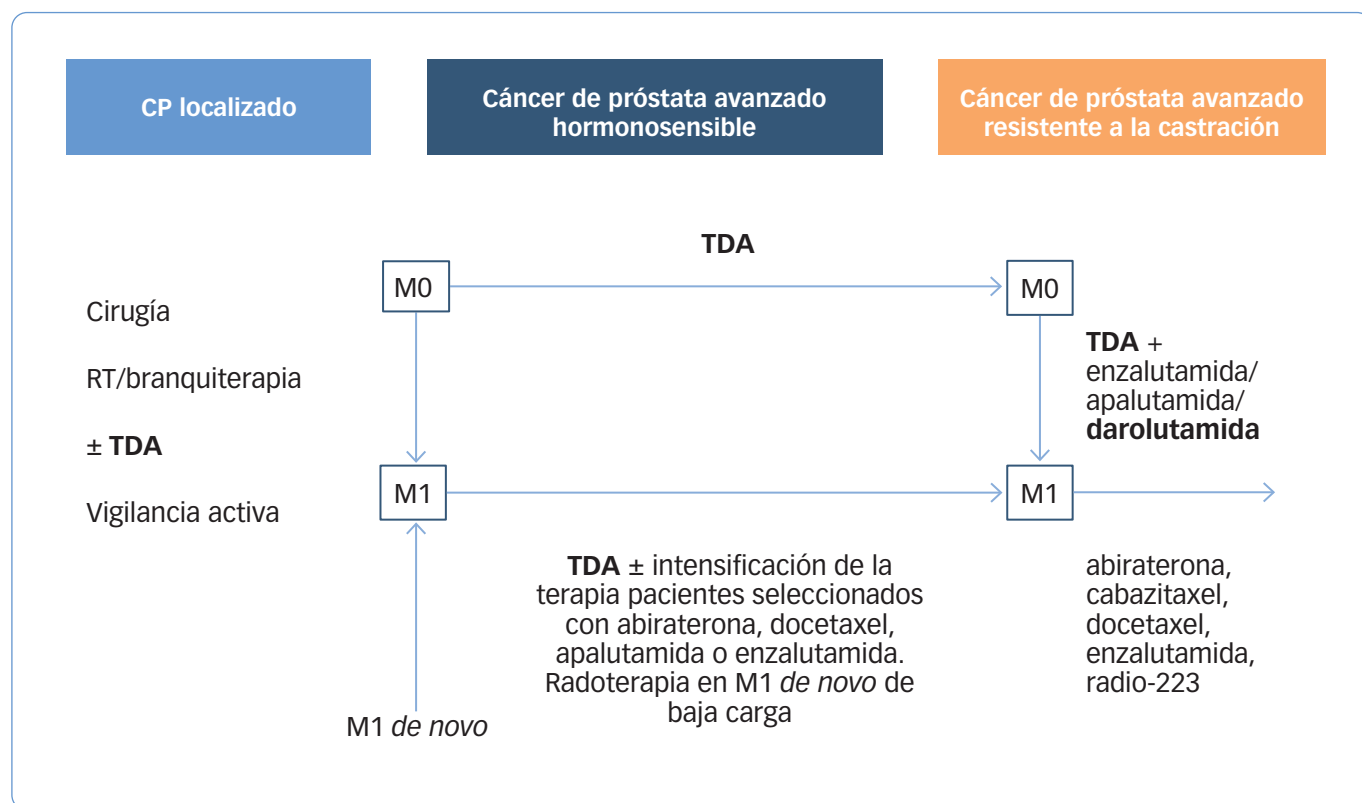 CP localizado
Cáncer de próstata avanzado
hormonosensible
Cáncer de próstata avanzado
resistente a la castración
Cirugía
RT/branquiterapia
± TDA
Vigilancia activa
M0
TDA
M0
TDA +
enzalutamida/
apalutamida/
darolutamida
M1
M1
M1 de novo
TDA ± intensificación de la
terapia pacientes seleccionados
con abiraterona, docetaxel,
apalutamida o enzalutamida.
Radoterapia en M1 de novo de
baja carga
abiraterona,
cabazitaxel,
docetaxel,
enzalutamida,
radio-223